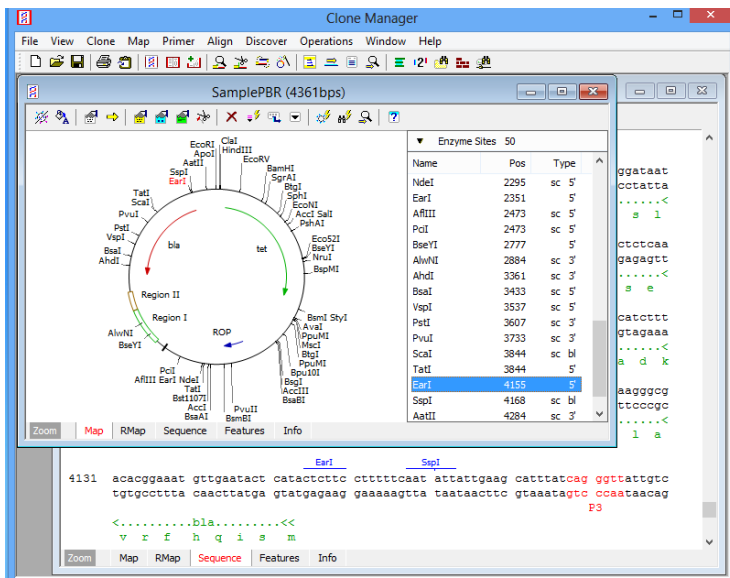 Clone Manager
File View Clone Map Primer Align Discover Operations Window Help
SamplePBR (4361bps)
EcoRI
ApoI
AatII
SspI
EarI
ClaI
HindIII
EcoRV
BamHI
SgrAI
BtgI
SphI
EcoNI
AccI SalI
PshAI
Eco52I
BseYI
NruI
BspMI
TatI
ScaI
PvuI
PstI
VspI
BsaI
AhdI
bla
tet
Region II
Region I
AlwNI
BseYI
ROP
BsmI StyI
AvaI
PpuMI
MscI
BtgI
PpuMI
Bpu10I
BsgI
AccIII
BsaBI
PciI
AflIII EarI NdeI
TatI
Bst1107I
AccI
BsaAI
PvuII
BsmBI
Enzyme Sites 50
Name Pos Type
NdeI 2295 sc 5'
EarI 2351 5'
AflIII 2473 sc 5'
PciI 2473 sc 5'
BseYI 2777 5'
AlwNI 2884 sc 3'
AhdI 3361 sc 3'
BsaI 3433 sc 5'
VspI 3537 sc 5'
PstI 3607 sc 3'
PvuI 3733 sc 3'
ScaI 3844 sc bl
TatI 3844 5'
EarI 4155 5'
SspI 4168 sc bl
AatII 4284 sc 3'
Zoom Map RMap Sequence Features Info
ggataat
cctatta
......<
s l
ctctcaa
gagagtt
......<
s e
catcttt
gtagaaa
......<
a d k
aagggcg
ttcccgc
......<
l a
EarI SspI
4131 acacggaaat gttgaatact catactcttc ctttttcaat attattgaag catttatcag ggttattgtc
tgtgccttta caacttatga gtatgagaag gaaaaagtta taataacttc gtaaatagtc ccaataacag
P3
<..........bla.........<<
v r f h q i s m
Zoom Map RMap Sequence Features Info